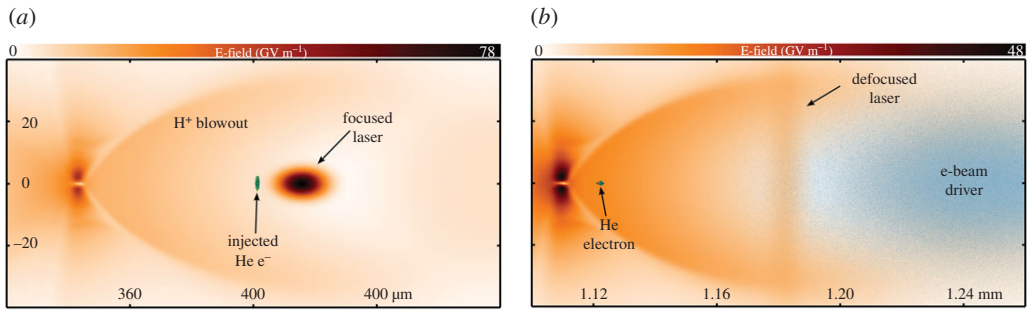 (a)
0 E-field (GV m⁻¹) 78
H⁺ blowout
focused
laser
20
0
−20
injected
He e⁻
360 400 400 μm
(b)
0 E-field (GV m⁻¹) 48
defocused
laser
e-beam
driver
He
electron
1.12 1.16 1.20 1.24 mm